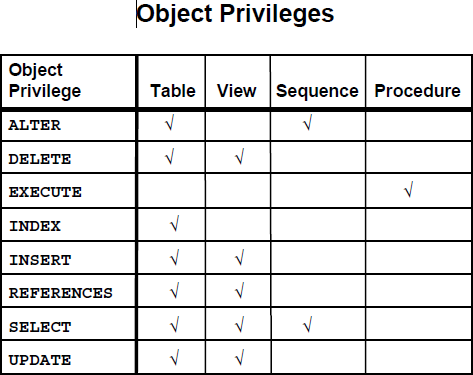 Object Privileges
Object
Privilege Table View Sequence Procedure
ALTER √ √
DELETE √ √
EXECUTE √
INDEX √
INSERT √ √
REFERENCES √ √
SELECT √ √ √
UPDATE √ √